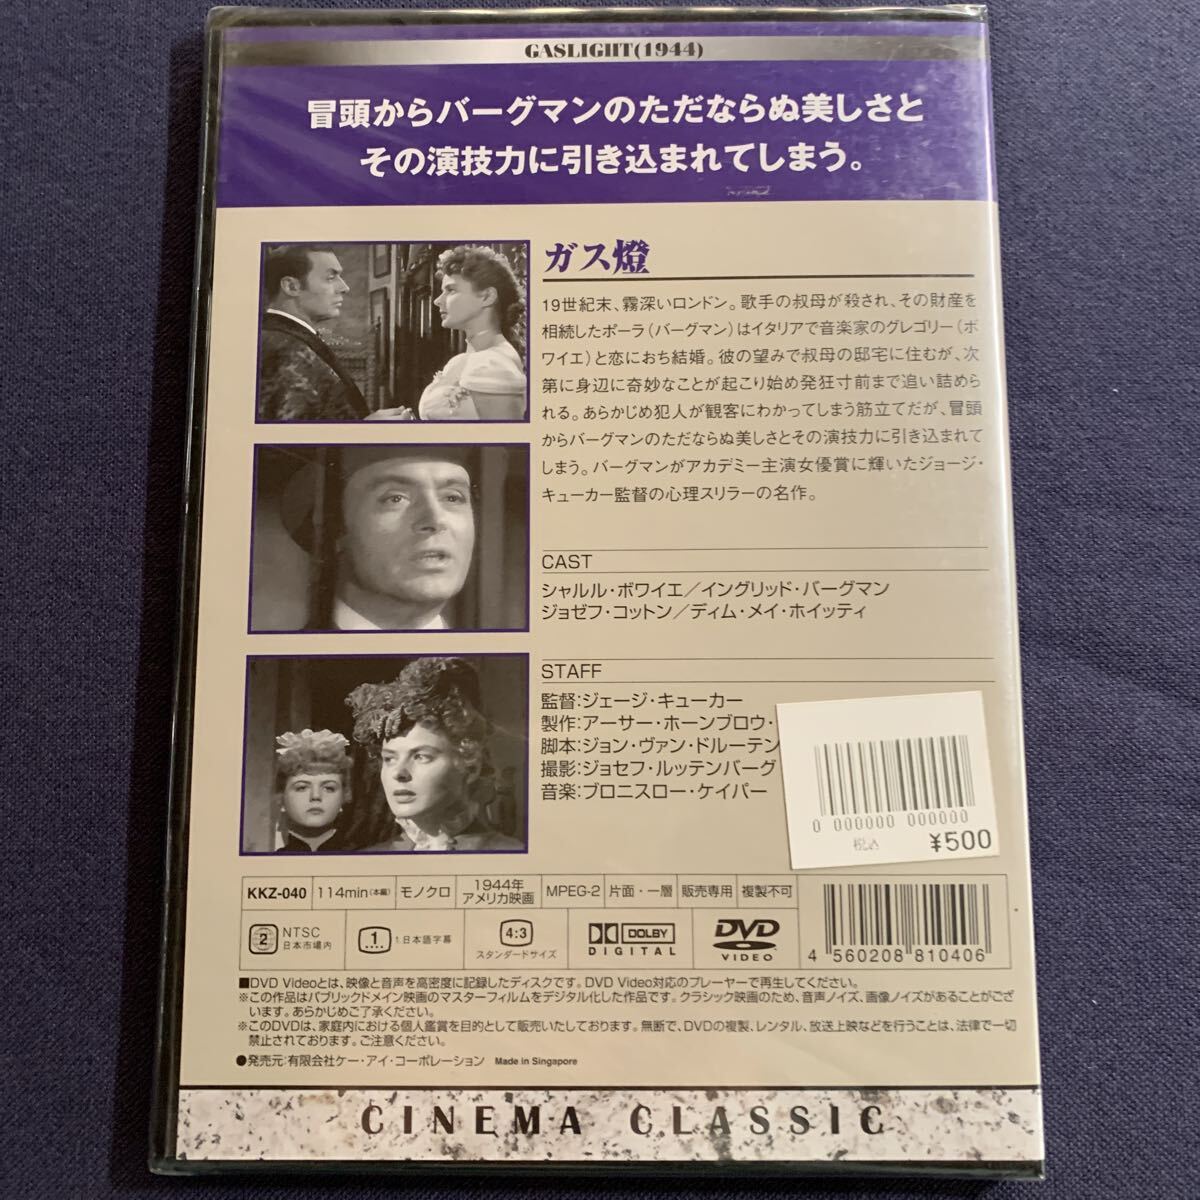 GASLIGHT(1944)
冒頭からバーグマンのただならぬ美しさと
その演技力に引き込まれてしまう。
ガス燈
19世紀末、霧深いロンドン。歌手の叔母が殺され、その財産を
相続したポーラ（バーグマン）はイタリアで音楽家のグレゴリー（ボ
ワイエ）と恋におち結婚。彼の望みで叔母の邸宅に住むが、次
第に身辺に奇妙なことが起こり始め発狂寸前まで追い詰めら
れる。あらかじめ犯人が観客にわかってしまう筋立てだが、冒頭
からバーグマンのただならぬ美しさとその演技力に引き込まれて
しまう。バーグマンがアカデミー主演女優賞に輝いたジョージ・
キューカー監督の心理スリラーの名作。
CAST
シャルル・ボワイエ／イングリッド・バーグマン
ジョゼフ・コットン／ディム・メイ・ホイッティ
STAFF
監督：ジェージ・キューカー
製作：アーサー・ホーンブロウ・
脚本：ジョン・ヴァン・ドルーテン
撮影：ジョセフ・ルッテンバーグ
音楽：ブロニスロー・ケイパー
0 000000 000000
税込 ¥500
KKZ-040 114min（本編） モノクロ 1944年 アメリカ映画 MPEG-2 片面・一層 販売専用 複製不可
2 NTSC 日本市場内 1 1.日本語字幕 4:3 スタンダードサイズ DOLBY DIGITAL DVD VIDEO
4 560208 810406
■DVD Videoとは、映像と音声を高密度に記録したディスクです。DVD Video対応のプレーヤーで再生してください。
※この作品はパブリックドメイン映画のマスターフィルムをデジタル化した作品です。クラシック映画のため、音声ノイズ、画像ノイズがあることがござ
います。あらかじめご了承ください。
※このDVDは、家庭内における個人鑑賞を目的として販売いたしております。無断で、DVDの複製、レンタル、放送上映などを行うことは、法律で一切
禁止されております。ご注意ください。
●発売元：有限会社ケー・アイ・コーポレーション Made in Singapore
CINEMA CLASSIC